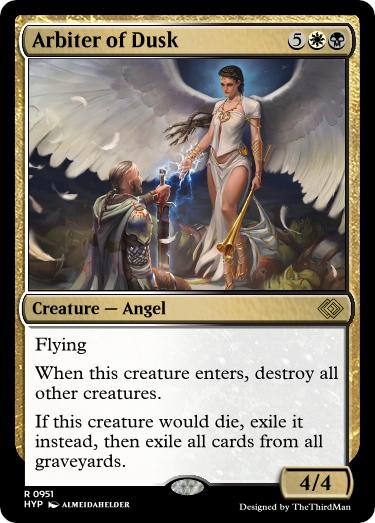 Arbiter of Dusk 5
Creature — Angel
Flying
When this creature enters, destroy all
other creatures.
If this creature would die, exile it
instead, then exile all cards from all
graveyards.
4/4
R 0951
HYP ALMEIDAHELDER
Designed by TheThirdMan